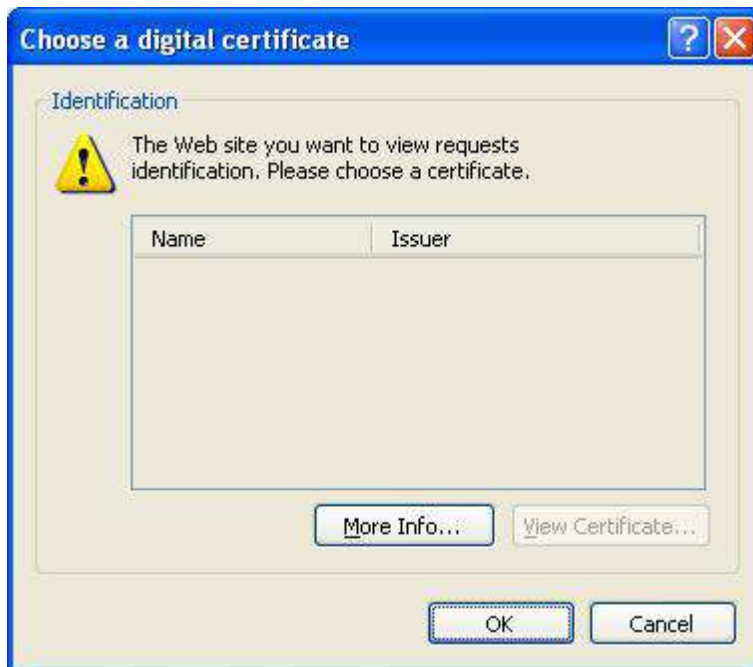 Choose a digital certificate
Identification
The Web site you want to view requests
identification. Please choose a certificate.
Name Issuer
More Info... View Certificate...
OK Cancel